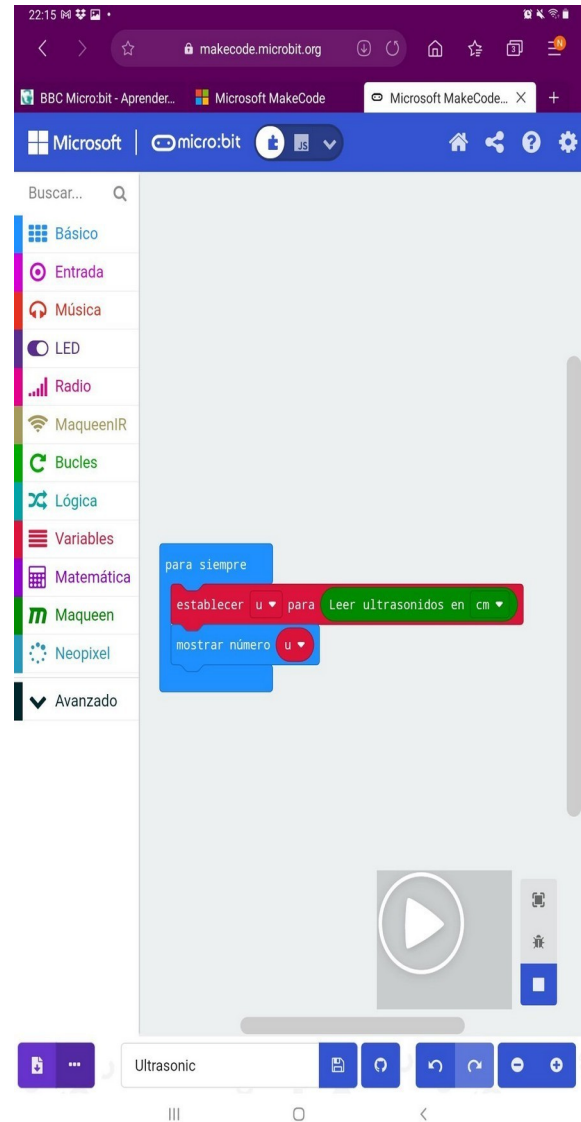 22:15
makecode.microbit.org
3
N
BBC Micro:bit - Aprender...
Microsoft MakeCode
Microsoft MakeCode...
Microsoft
micro:bit
JS
Buscar...
Básico
Entrada
Música
LED
Radio
MaqueenIR
Bucles
Lógica
Variables
Matemática
Maqueen
Neopixel
Avanzado
para siempre
establecer u para Leer ultrasonidos en cm
mostrar número u
Ultrasonic